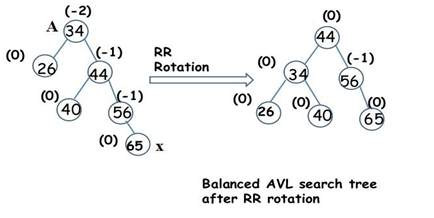 (-2)
A 34
(0) (-1)
26 44
(0) (-1)
40 56
(0) 65 x
RR
Rotation
(0)
44
(0) (-1)
34 56
(0) (0) (0)
26 40 65
Balanced AVL search tree
after RR rotation